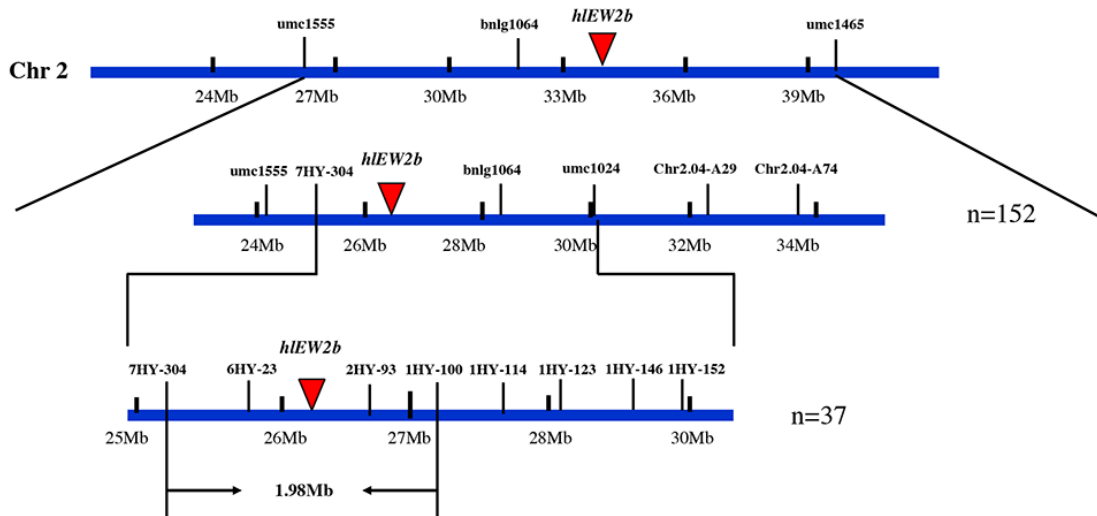 hlEW2b
umc1555 bnlg1064 umc1465
Chr 2
24Mb 27Mb 30Mb 33Mb 36Mb 39Mb
hlEW2b
umc1555 7HY-304 bnlg1064 umc1024 Chr2.04-A29 Chr2.04-A74
n=152
24Mb 26Mb 28Mb 30Mb 32Mb 34Mb
hlEW2b
7HY-304 6HY-23 2HY-93 1HY-100 1HY-114 1HY-123 1HY-146 1HY-152
n=37
25Mb 26Mb 27Mb 28Mb 30Mb
1.98Mb